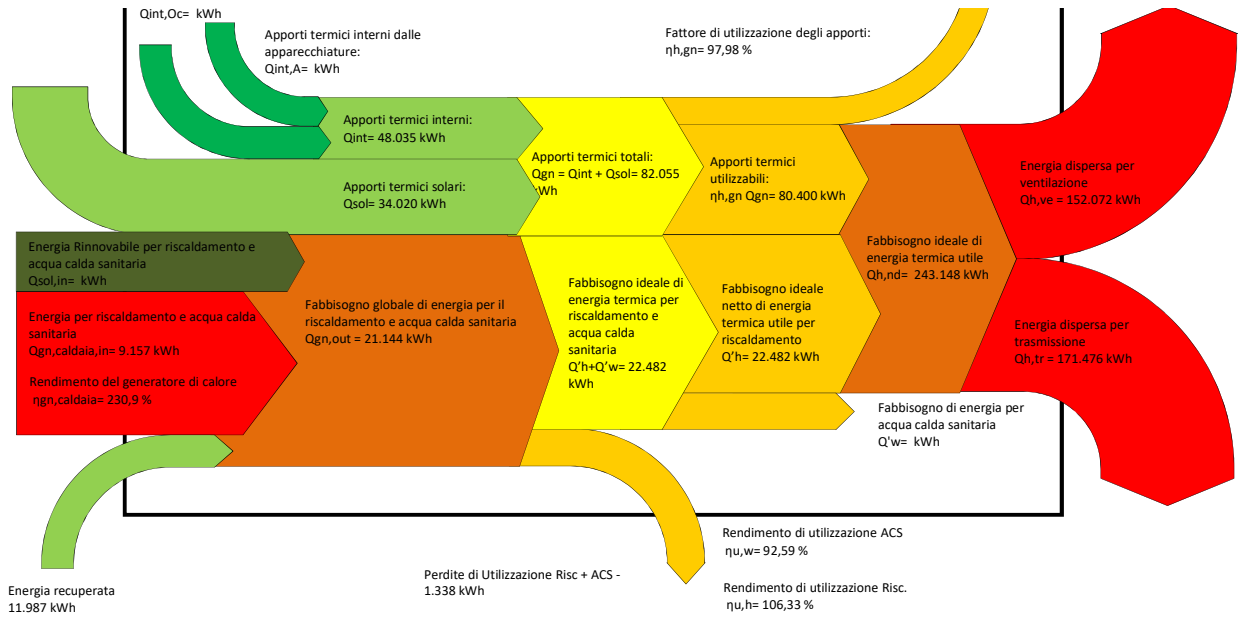 Qint,Oc=  kWh
Apporti termici interni dalle
apparecchiature:
Qint,A=  kWh
Fattore di utilizzazione degli apporti:
ηh,gn= 97,98 %
Apporti termici interni:
Qint= 48.035 kWh
Apporti termici totali:
Qgn = Qint + Qsol= 82.055
kWh
Apporti termici
utilizzabili:
ηh,gn Qgn= 80.400 kWh
Energia dispersa per
ventilazione
Qh,ve = 152.072 kWh
Apporti termici solari:
Qsol= 34.020 kWh
Energia Rinnovabile per riscaldamento e
acqua calda sanitaria
Qsol,in=  kWh
Fabbisogno ideale di
energia termica utile
Qh,nd= 243.148 kWh
Energia per riscaldamento e acqua calda
sanitaria
Qgn,caldaia,in= 9.157 kWh
Rendimento del generatore di calore
ηgn,caldaia= 230,9 %
Fabbisogno globale di energia per il
riscaldamento e acqua calda sanitaria
Qgn,out = 21.144 kWh
Fabbisogno ideale di
energia termica per
riscaldamento e
acqua calda
sanitaria
Q’h+Q’w= 22.482
kWh
Fabbisogno ideale
netto di energia
termica utile per
riscaldamento
Q’h= 22.482 kWh
Energia dispersa per
trasmissione
Qh,tr = 171.476 kWh
Fabbisogno di energia per
acqua calda sanitaria
Q'w=  kWh
Energia recuperata
11.987 kWh
Perdite di Utilizzazione Risc + ACS -
1.338 kWh
Rendimento di utilizzazione ACS
ηu,w= 92,59 %
Rendimento di utilizzazione Risc.
ηu,h= 106,33 %